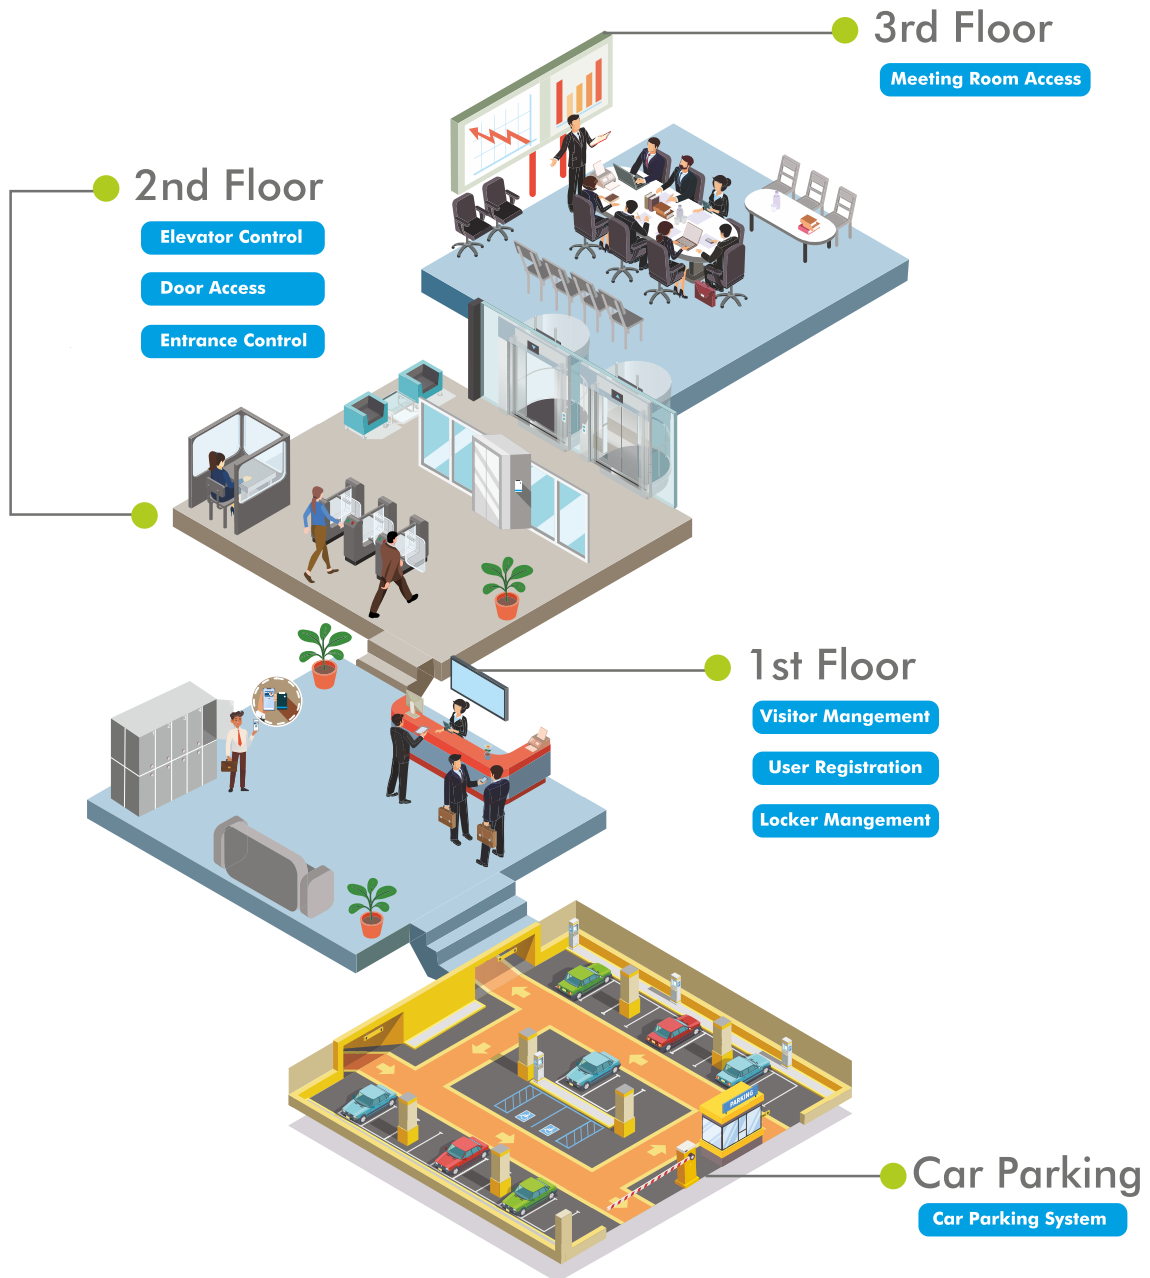 3rd Floor
Meeting Room Access
2nd Floor
Elevator Control
Door Access
Entrance Control
1st Floor
Visitor Mangement
User Registration
Locker Mangement
PARKING
Car Parking
Car Parking System